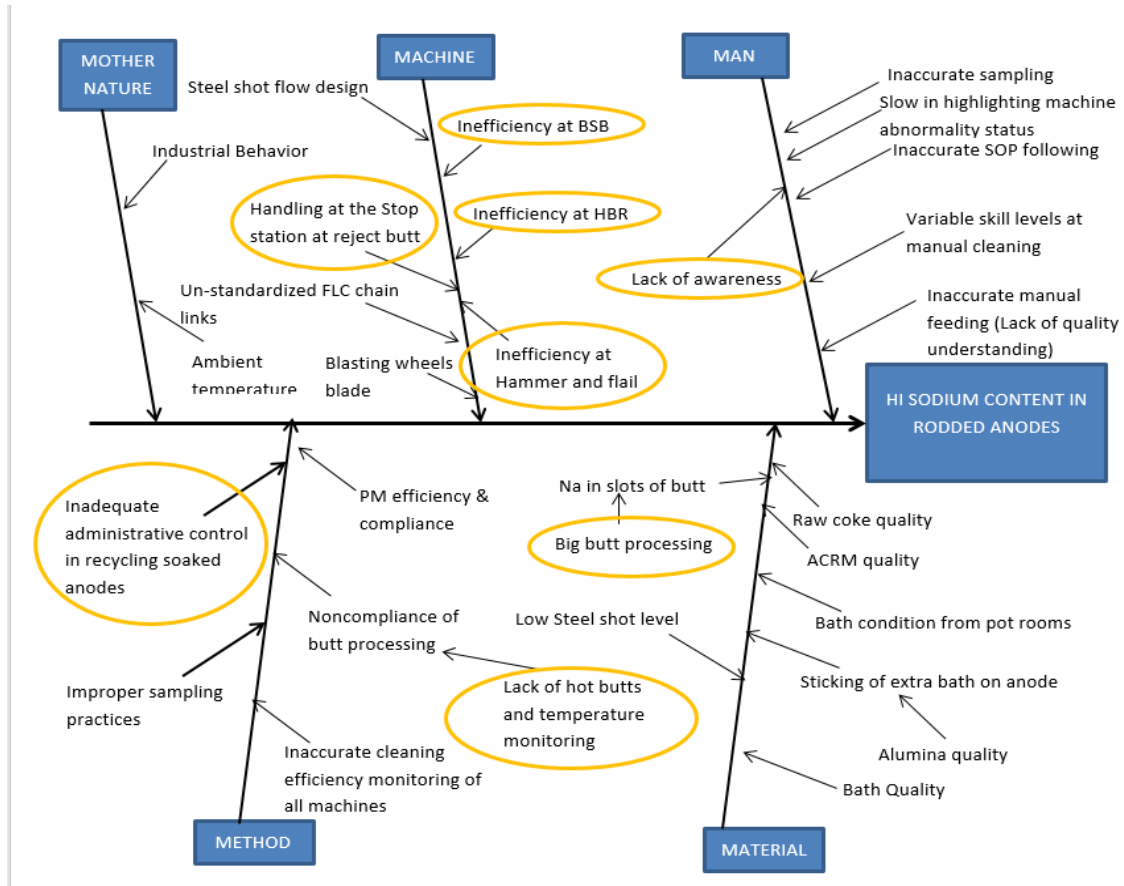 MOTHER
NATURE
MACHINE
MAN
Steel shot flow design
Inefficiency at BSB
Inaccurate sampling
Slow in highlighting machine
abnormality status
Inaccurate SOP following
Industrial Behavior
Handling at the Stop
station at reject butt
Inefficiency at HBR
Variable skill levels at
manual cleaning
Lack of awareness
Un-standardized FLC chain
links
Inaccurate manual
feeding (Lack of quality
understanding)
Ambient
temperature
Blasting wheels
blade
Inefficiency at
Hammer and flail
HI SODIUM CONTENT IN
RODDED ANODES
Inadequate
administrative control
in recycling soaked
anodes
PM efficiency &
compliance
Na in slots of butt
Big butt processing
Raw coke quality
ACRM quality
Noncompliance of
butt processing
Low Steel shot level
Bath condition from pot rooms
Improper sampling
practices
Lack of hot butts
and temperature
monitoring
Sticking of extra bath on anode
Alumina quality
Inaccurate cleaning
efficiency monitoring of
all machines
Bath Quality
METHOD
MATERIAL